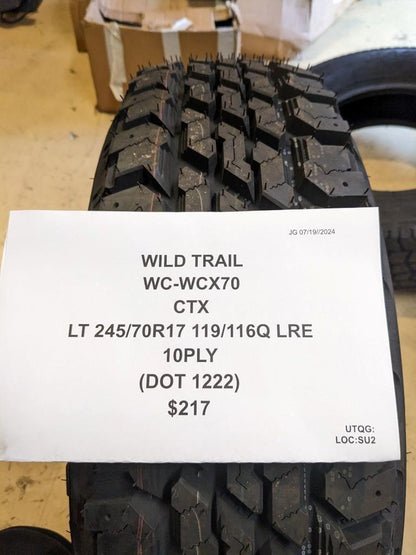 JG 07/19//2024
WILD TRAIL
WC-WCX70
CTX
LT 245/70R17 119/116Q LRE
10PLY
(DOT 1222)
$217
UTQG:
LOC:SU2